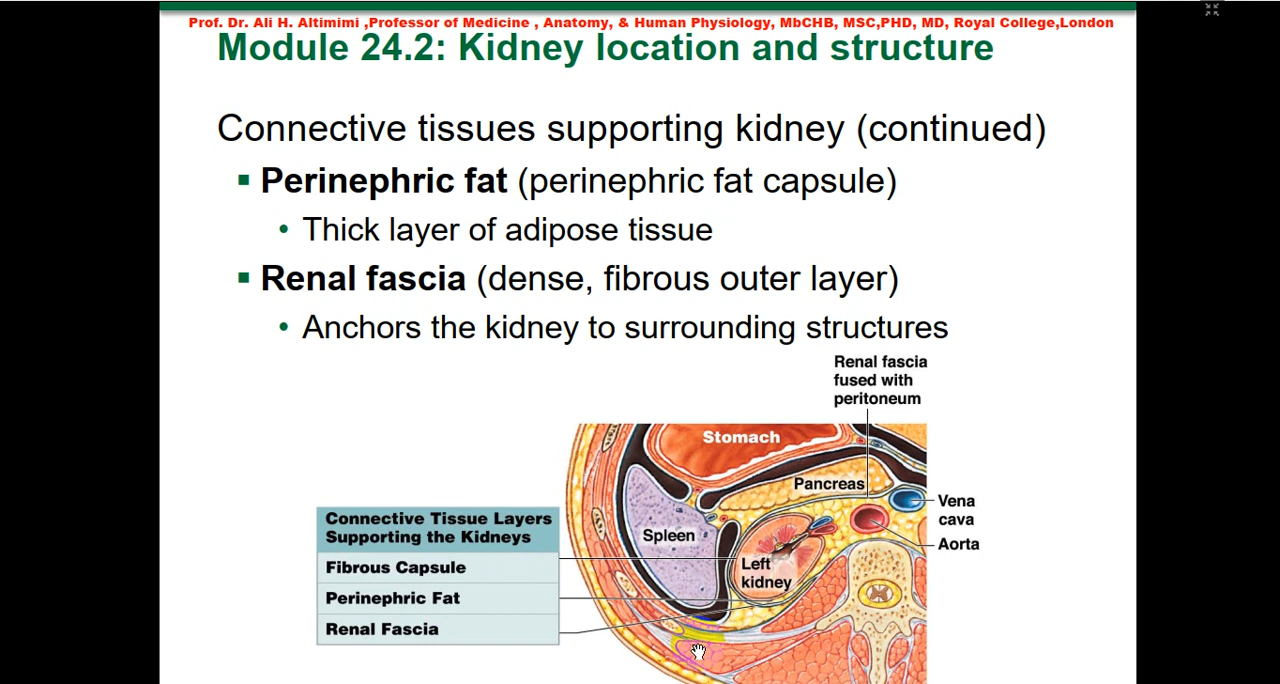 Prof. Dr. Ali H. Altimimi ,Professor of Medicine , Anatomy, & Human Physiology, MbCHB, MSC,PHD, MD, Royal College,London
Module 24.2: Kidney location and structure
Connective tissues supporting kidney (continued)
Perinephric fat (perinephric fat capsule)
Thick layer of adipose tissue
Renal fascia (dense, fibrous outer layer)
Anchors the kidney to surrounding structures
Renal fascia
fused with
peritoneum
Stomach
Pancreas
Vena
cava
Aorta
Spleen
Left
kidney
Connective Tissue Layers
Supporting the Kidneys
Fibrous Capsule
Perinephric Fat
Renal Fascia